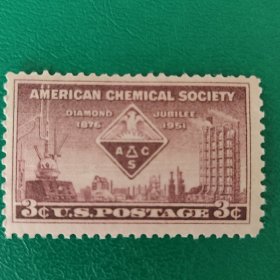 AMERICAN CHEMICAL SOCIETY
DIAMOND JUBILEE
1876 1951
A C
S
3¢ U.S.POSTAGE 3¢